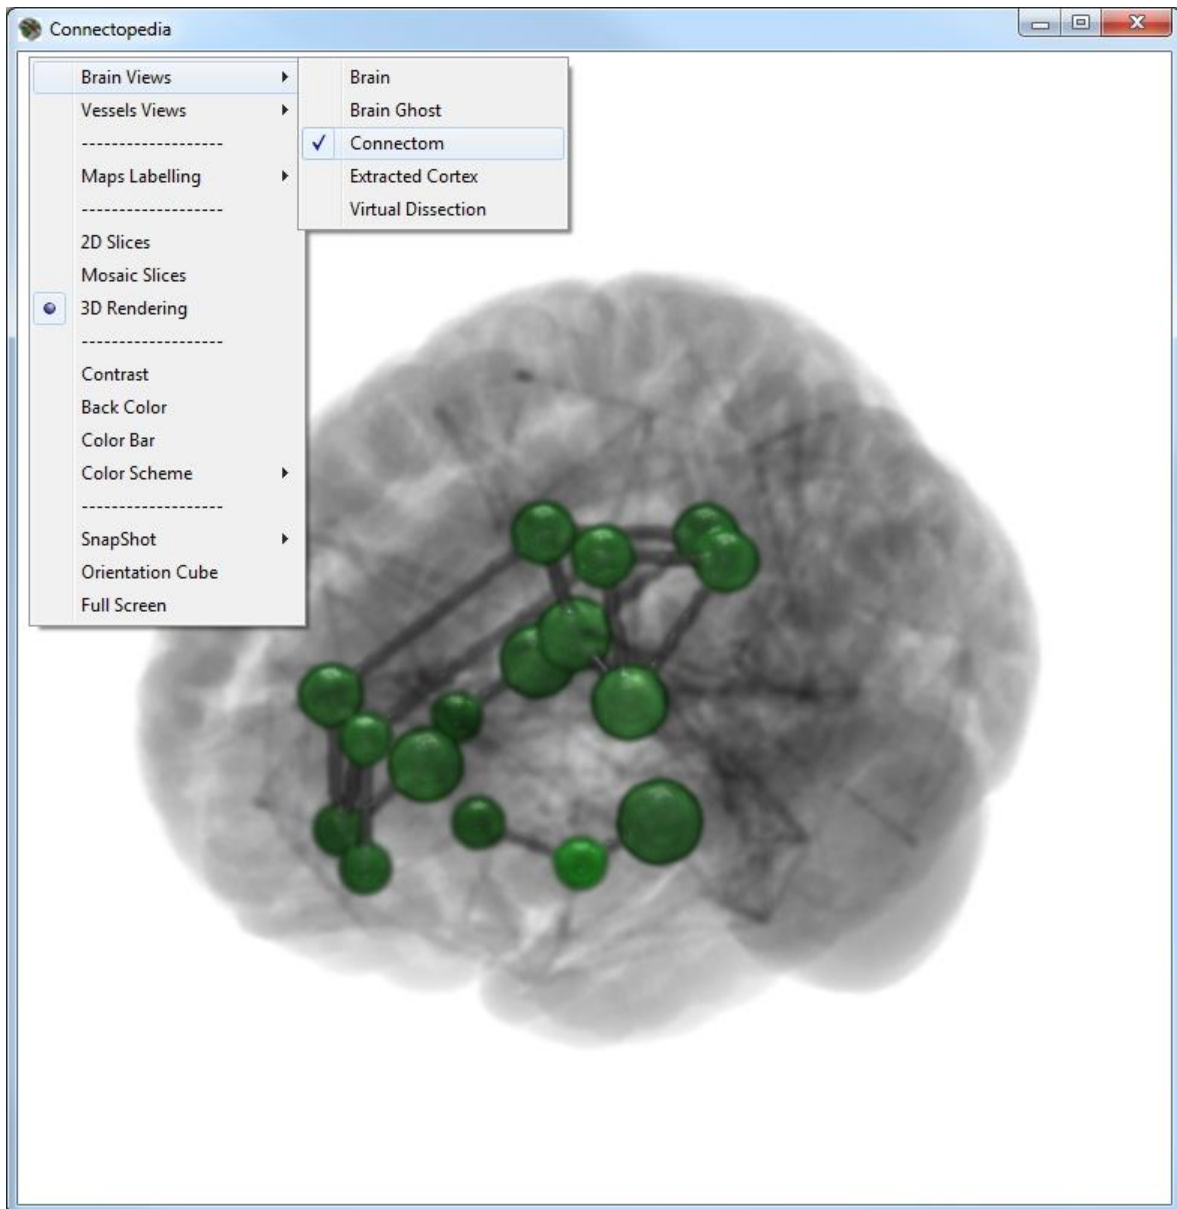 Connectopedia
Brain Views
Vessels Views
-------------------
Maps Labelling
-------------------
2D Slices
Mosaic Slices
3D Rendering
-------------------
Contrast
Back Color
Color Bar
Color Scheme
-------------------
SnapShot
Orientation Cube
Full Screen
Brain
Brain Ghost
Connectom
Extracted Cortex
Virtual Dissection